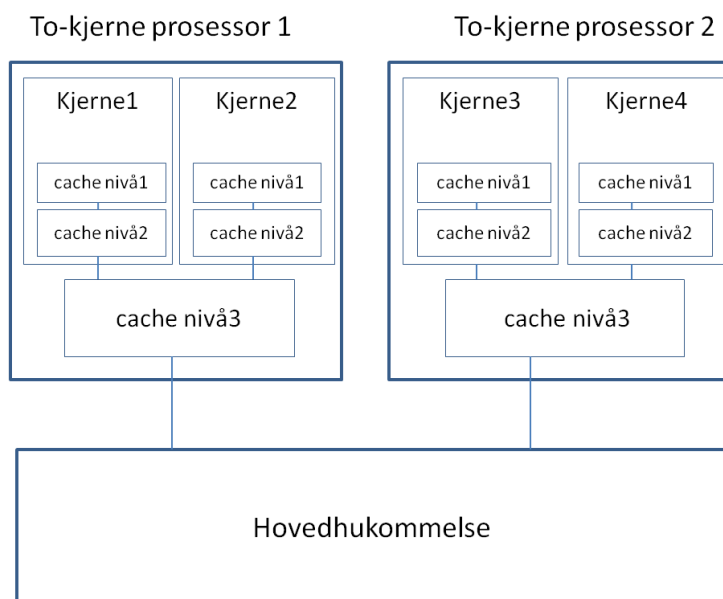 To-kjerne prosessor 1
To-kjerne prosessor 2
Kjerne1
Kjerne2
Kjerne3
Kjerne4
cache nivå1
cache nivå1
cache nivå1
cache nivå1
cache nivå2
cache nivå2
cache nivå2
cache nivå2
cache nivå3
cache nivå3
Hovedhukommelse